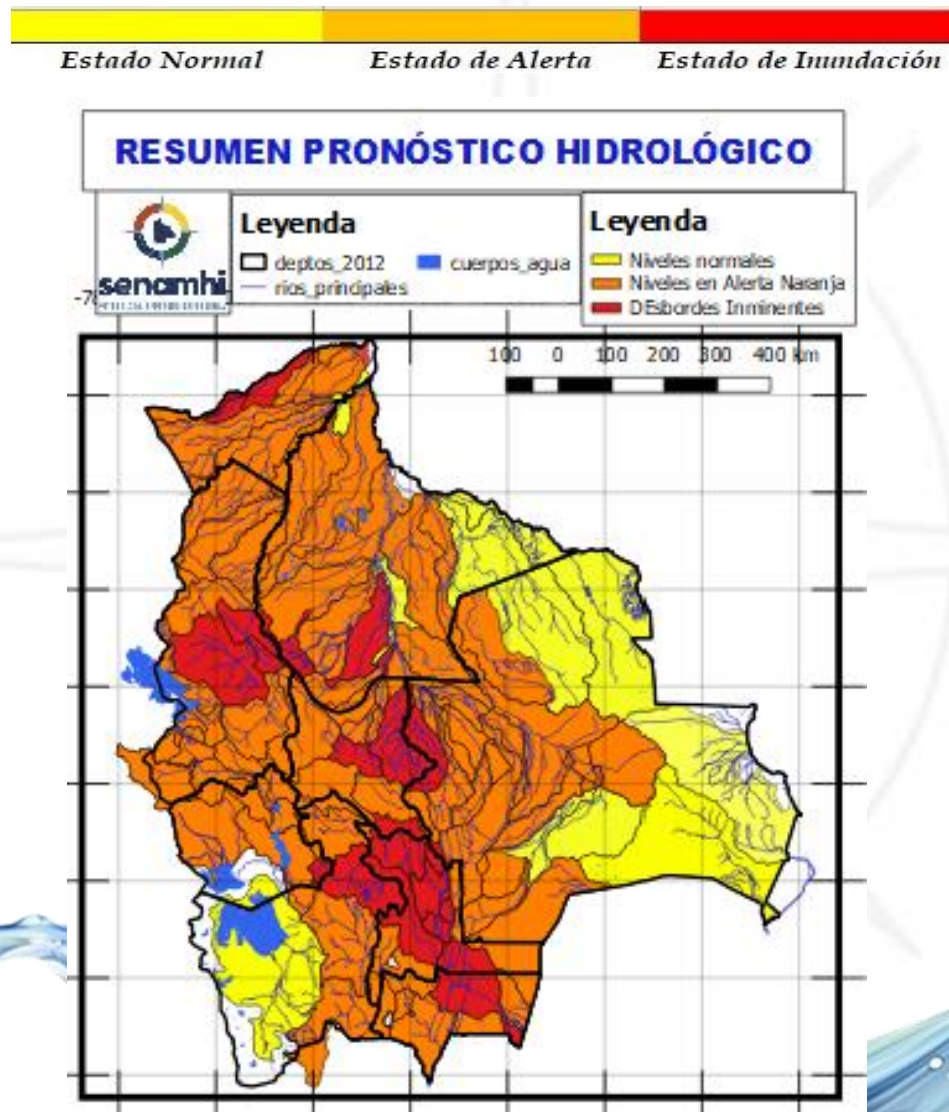 Estado Normal Estado de Alerta Estado de Inundación
RESUMEN PRONÓSTICO HIDROLÓGICO
senamhi
Leyenda
deptos_2012 cuerpos_agua
rios_principales
Leyenda
Niveles normales
Niveles en Alerta Naranja
DEsbordes Inminentes
100 0 100 200 300 400 km